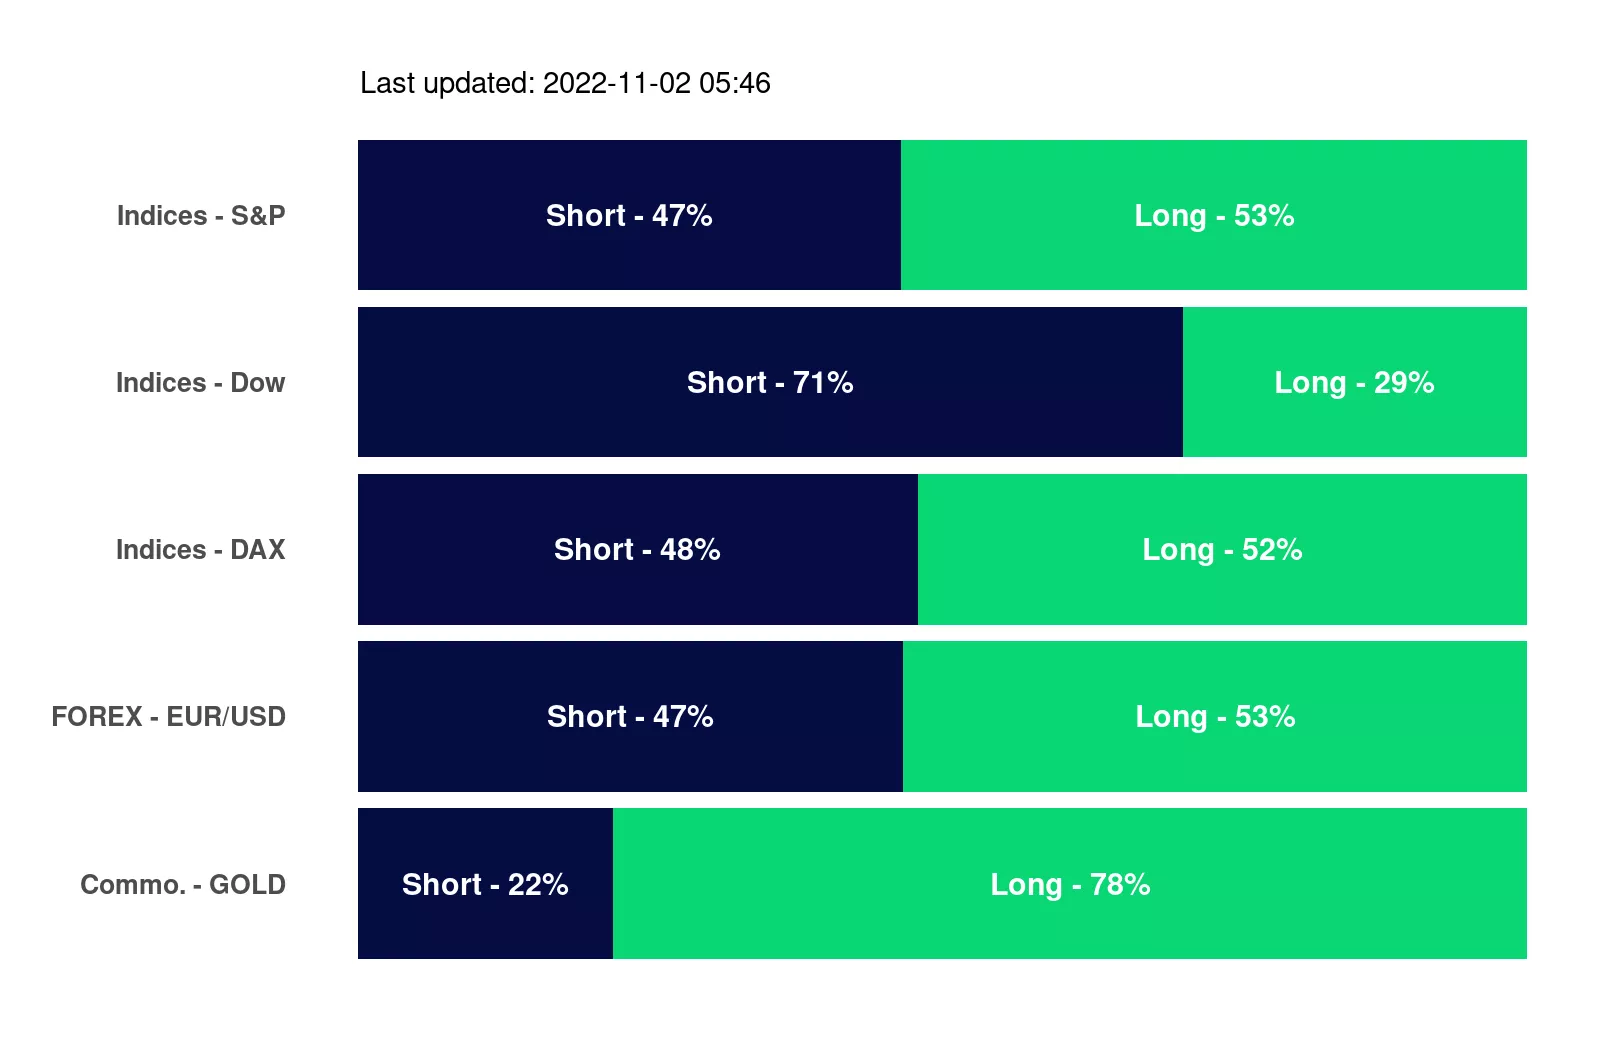 Last updated: 2022-11-02 05:46
Indices - S&P Short - 47% Long - 53%
Indices - Dow Short - 71% Long - 29%
Indices - DAX Short - 48% Long - 52%
FOREX - EUR/USD Short - 47% Long - 53%
Commo. - GOLD Short - 22% Long - 78%